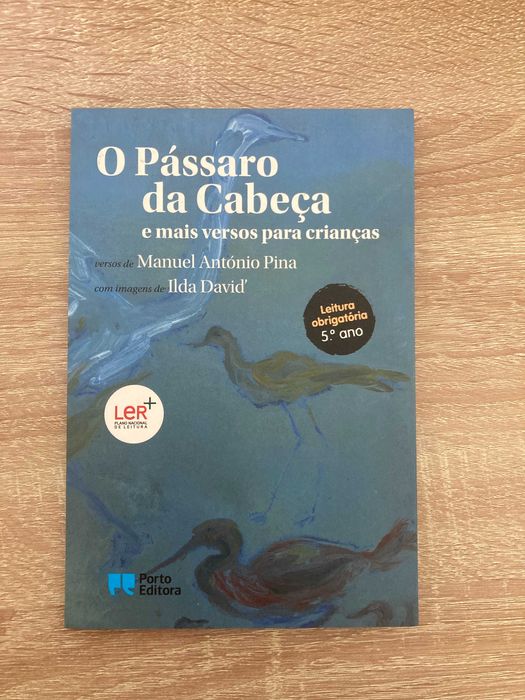 O Pássaro
da Cabeça
e mais versos para crianças
versos de Manuel António Pina
com imagens de Ilda David'
Leitura
obrigatória
5.º ano
LeR+
PLANO NACIONAL
DE LEITURA
Porto
Editora